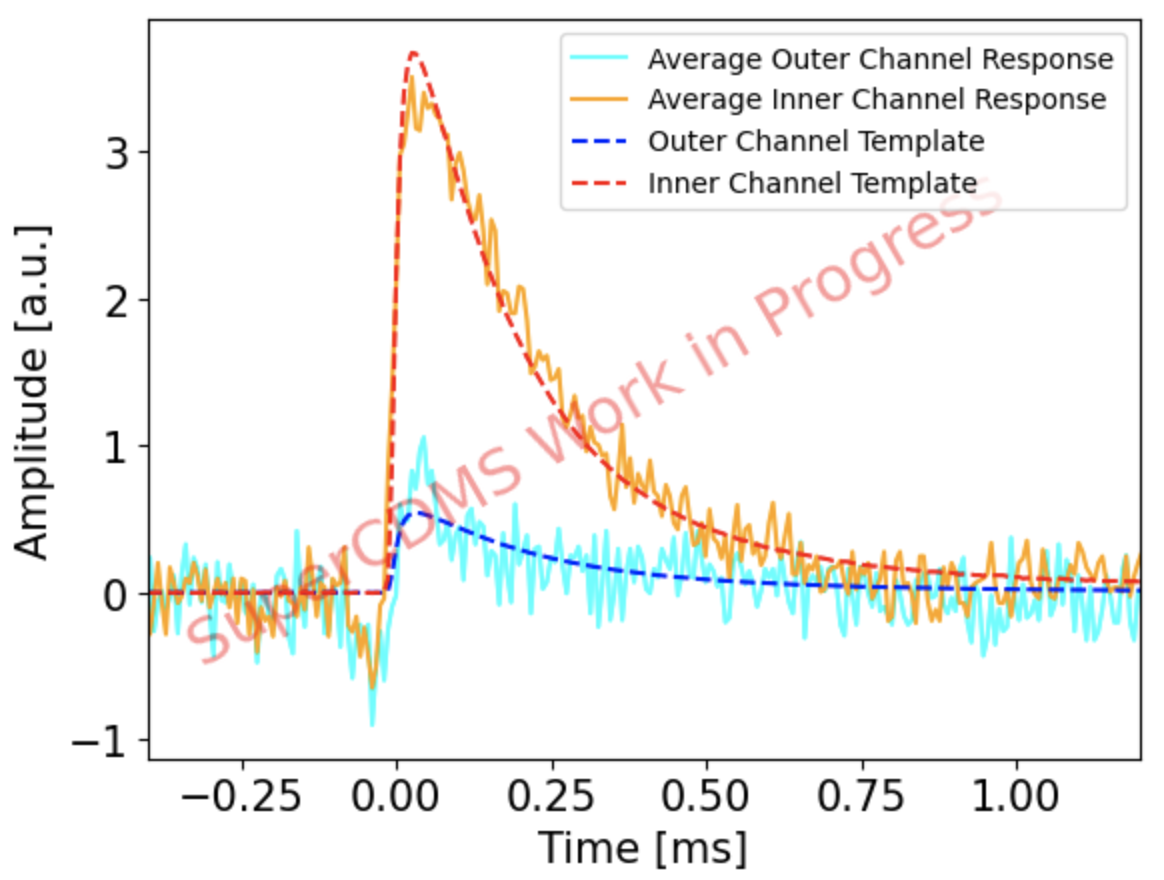 Average Outer Channel Response
Average Inner Channel Response
Outer Channel Template
Inner Channel Template
SuperCDMS Work in Progress
Amplitude [a.u.]
3
2
1
0
−1
−0.25 0.00 0.25 0.50 0.75 1.00
Time [ms]